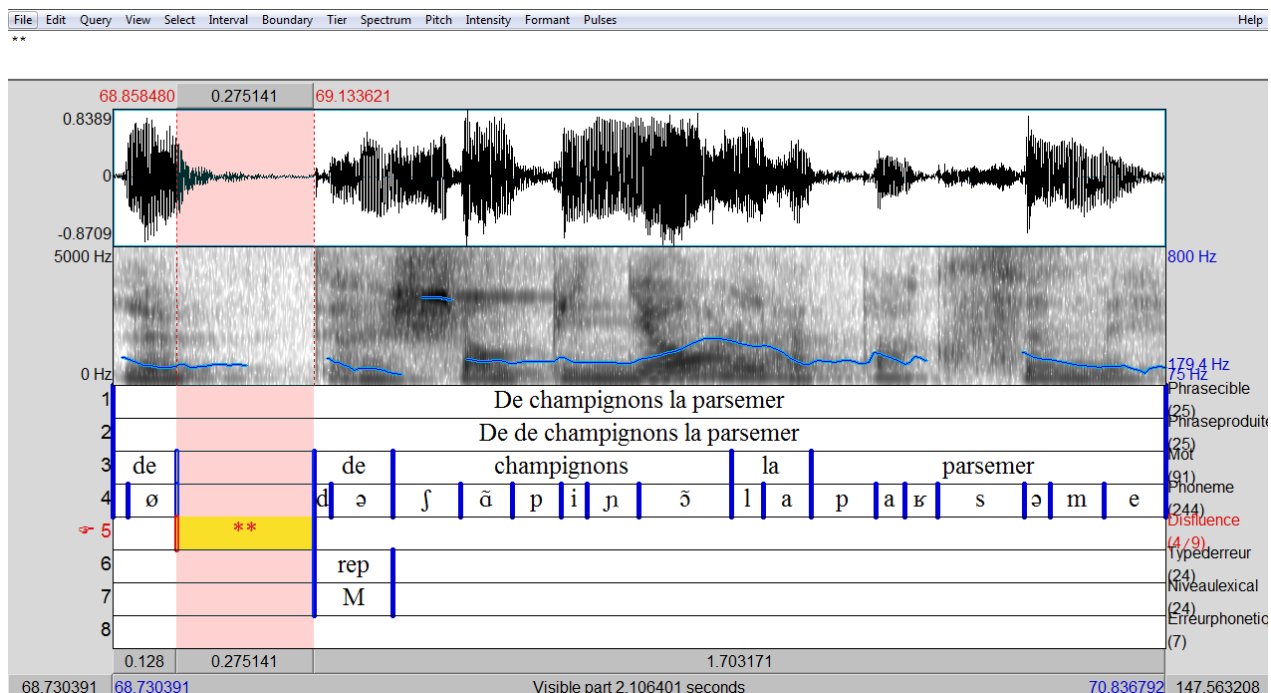 File Edit Query View Select Interval Boundary Tier Spectrum Pitch Intensity Formant Pulses Help
**
68.858480 0.275141 69.133621
0.8389
0
-0.8709
5000 Hz 800 Hz
179.4 Hz
0 Hz 75 Hz
1 De champignons la parsemer Phrasecible (25)
2 De de champignons la parsemer Phraseproduite (25)
3 de de champignons la parsemer Mot (91)
4 ø d ə ʃ ɑ̃ p i ɲ ɔ̃ l a p a ʁ s ə m e Phoneme (244)
5 ** Disfluence (4/9)
6 rep Typederreur (24)
7 M Niveaulexical (24)
8 Erreurphonetic (7)
0.128 0.275141 1.703171
68.730391 68.730391 Visible part 2.106401 seconds 70.836792 147.563208